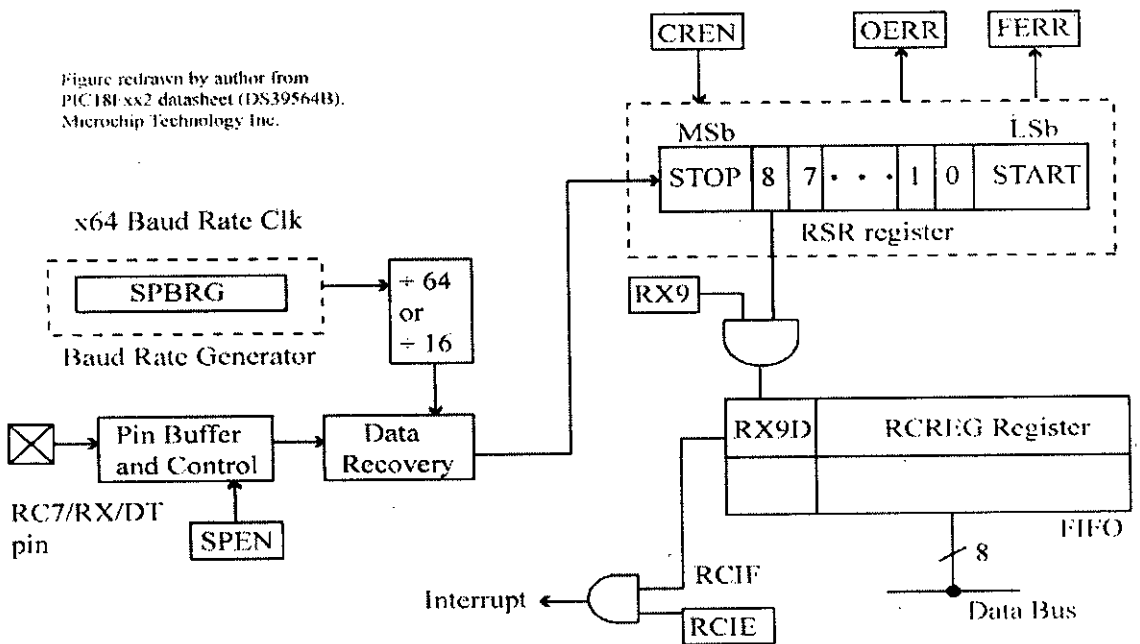 CREN
OERR
FERR
Figure redrawn by author from
PIC18Fxx2 datasheet (DS39564B),
Microchip Technology Inc.
MSb
LSb
STOP 8 7 · · · 1 0 START
RSR register
x64 Baud Rate Clk
SPBRG
÷ 64
or
÷ 16
Baud Rate Generator
RX9
Pin Buffer
and Control
Data
Recovery
RX9D
RCREG Register
RC7/RX/DT
pin
SPEN
FIFO
8
RCIF
Interrupt
RCIE
Data Bus